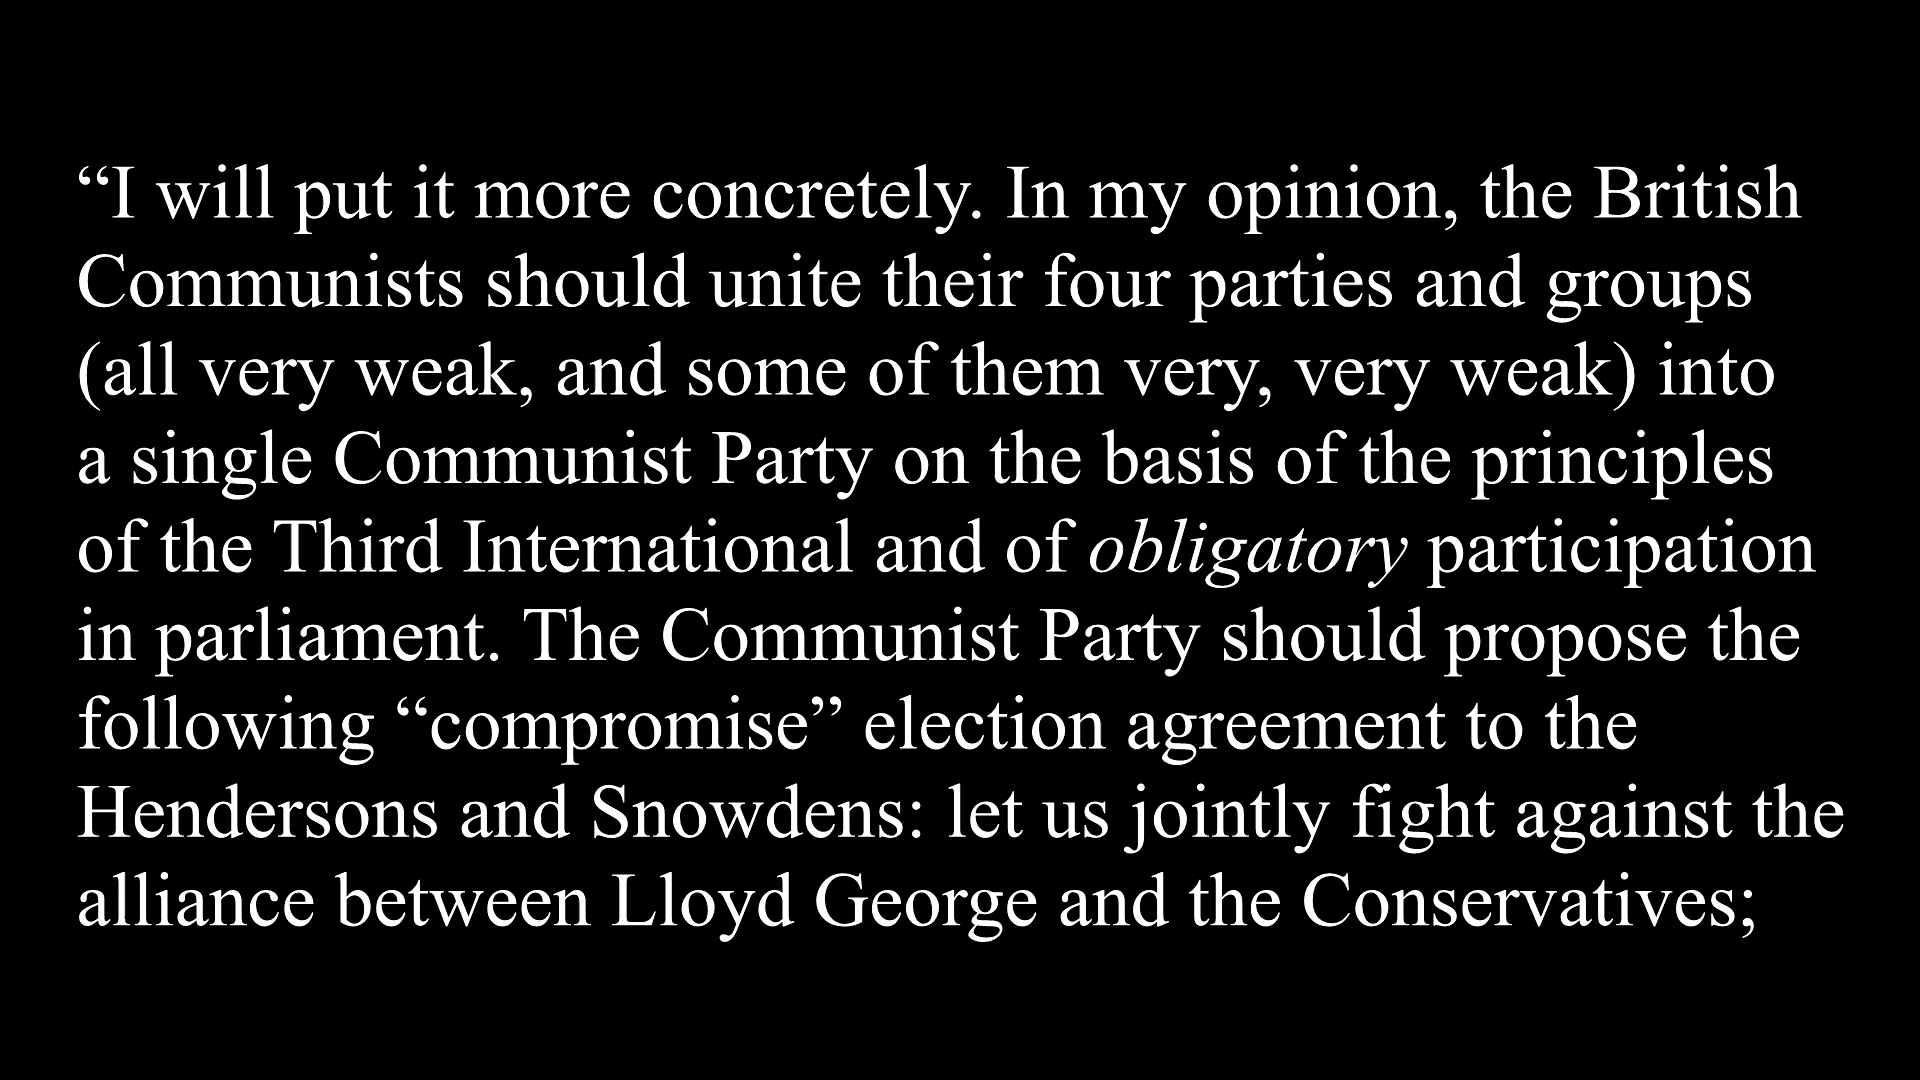 “I will put it more concretely. In my opinion, the British
Communists should unite their four parties and groups
(all very weak, and some of them very, very weak) into
a single Communist Party on the basis of the principles
of the Third International and of obligatory participation
in parliament. The Communist Party should propose the
following “compromise” election agreement to the
Hendersons and Snowdens: let us jointly fight against the
alliance between Lloyd George and the Conservatives;